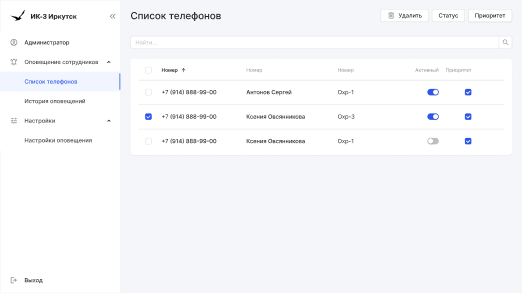 ИК-3 Иркутск
Администратор
Оповещение сотрудников
Список телефонов
История оповещений
Настройки
Настройки оповещения
Выход
Список телефонов
Удалить
Статус
Приоритет
Найти...
Номер Номер Номер Активный Приоритет
+7 (914) 888-99-00 Антонов Сергей Охр-1
+7 (914) 888-99-00 Ксения Овсянникова Охр-3
+7 (914) 888-99-00 Ксения Овсянникова Охр-1